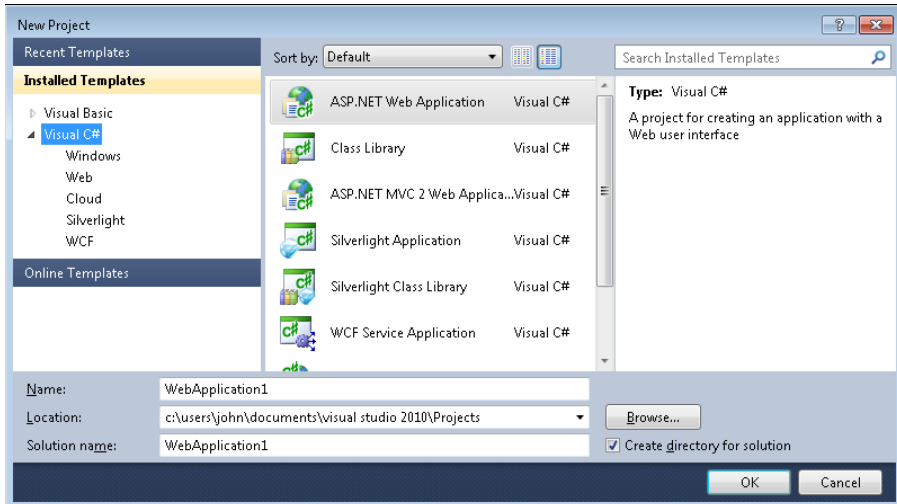 New Project
Recent Templates
Installed Templates
Visual Basic
Visual C#
Windows
Web
Cloud
Silverlight
WCF
Online Templates
Sort by: Default
ASP.NET Web Application Visual C#
Class Library Visual C#
ASP.NET MVC 2 Web Applica...Visual C#
Silverlight Application Visual C#
Silverlight Class Library Visual C#
WCF Service Application Visual C#
Search Installed Templates
Type: Visual C#
A project for creating an application with a
Web user interface
Name: WebApplication1
Location: c:\users\john\documents\visual studio 2010\Projects
Browse...
Solution name: WebApplication1
Create directory for solution
OK Cancel